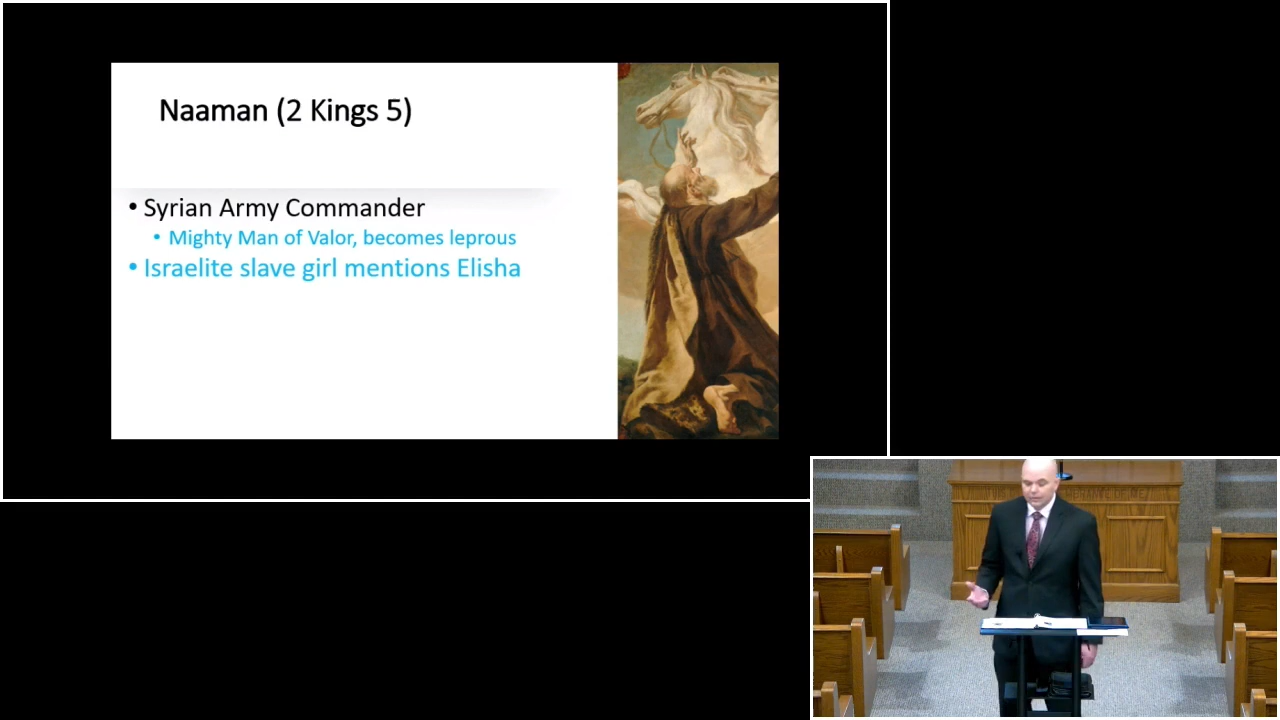 Naaman (2 Kings 5)
• Syrian Army Commander
• Mighty Man of Valor, becomes leprous
• Israelite slave girl mentions Elisha